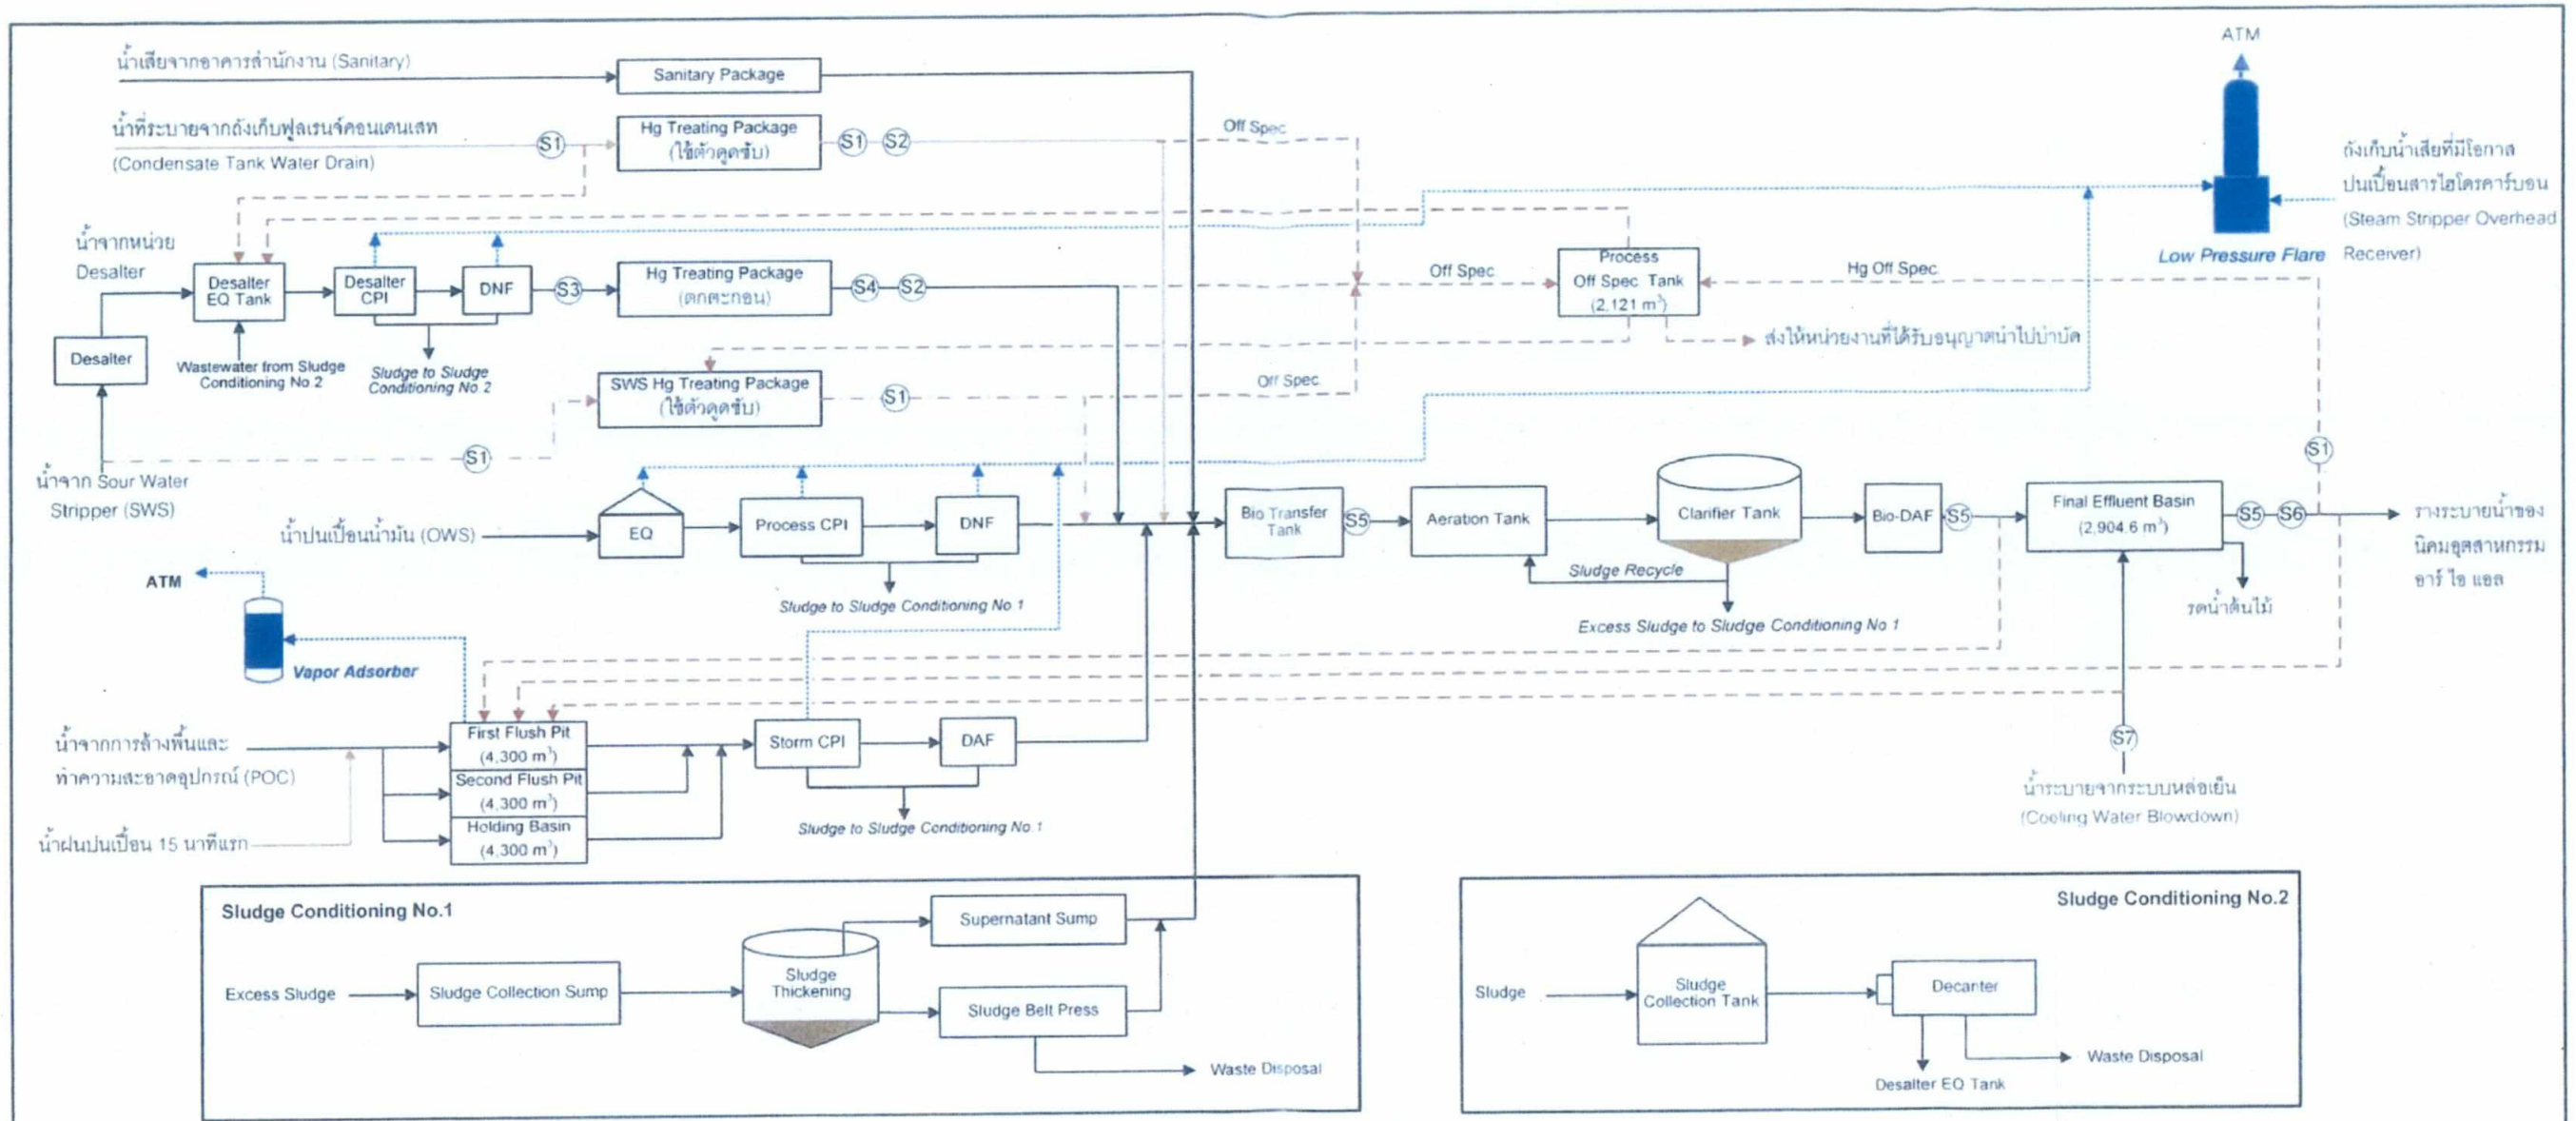 น้ำเสียจากอาคารสำนักงาน (Sanitary)
Sanitary Package
ATM
น้ำที่ระบายจากถังเก็บฟูลเรนจ์คอนเดนเสท
(Condensate Tank Water Drain)
S1
Hg Treating Package
(ใช้ตัวดูดซับ)
S1
S2
Off Spec
ถังเก็บน้ำเสียที่มีโอกาส
ปนเปื้อนสารไฮโดรคาร์บอน
(Steam Stripper Overhead
Receiver)
Low Pressure Flare
น้ำจากหน่วย
Desalter
Desalter
EQ Tank
Desalter
CPI
DNF
S3
Hg Treating Package
(ตกตะกอน)
S4
S2
Off Spec
Process
Off Spec Tank
(2,121 m³)
Hg Off Spec
ส่งให้หน่วยงานที่ได้รับอนุญาตนำไปบำบัด
Desalter
Wastewater from Sludge
Conditioning No 2
Sludge to Sludge
Conditioning No 2
SWS Hg Treating Package
(ใช้ตัวดูดซับ)
S1
Off Spec
S1
S1
น้ำจาก Sour Water
Stripper (SWS)
น้ำปนเปื้อนน้ำมัน (OWS)
EQ
Process CPI
DNF
Sludge to Sludge Conditioning No 1
Bio Transfer
Tank
S5
Aeration Tank
Clarifier Tank
Bio-DAF
S5
Final Effluent Basin
(2,904.6 m³)
S5
S6
รางระบายน้ำของ
นิคมอุตสาหกรรม
อาร์ ไอ แอล
รดน้ำต้นไม้
Sludge Recycle
Excess Sludge to Sludge Conditioning No 1
ATM
Vapor Adsorber
น้ำจากการล้างพื้นและ
ทำความสะอาดอุปกรณ์ (POC)
น้ำฝนปนเปื้อน 15 นาทีแรก
First Flush Pit
(4,300 m³)
Second Flush Pit
(4,300 m³)
Holding Basin
(4,300 m³)
Storm CPI
DAF
Sludge to Sludge Conditioning No.1
S7
น้ำระบายจากระบบหล่อเย็น
(Cooling Water Blowdown)
Sludge Conditioning No.1
Excess Sludge
Sludge Collection Sump
Sludge
Thickening
Supernatant Sump
Sludge Belt Press
Waste Disposal
Sludge Conditioning No.2
Sludge
Sludge
Collection Tank
Decanter
Waste Disposal
Desalter EQ Tank